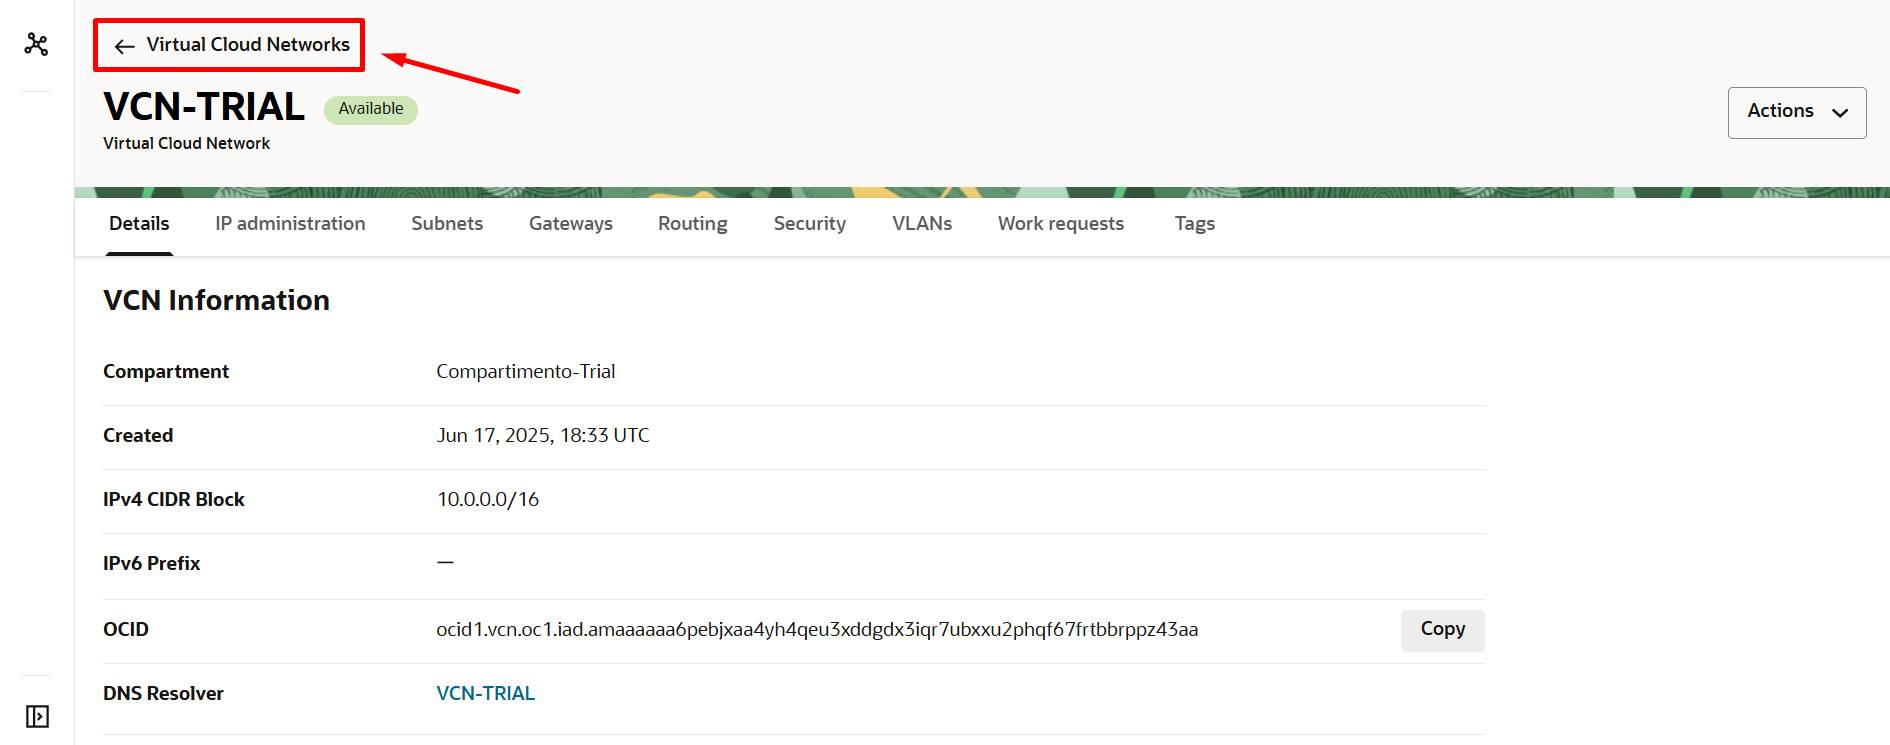 Virtual Cloud Networks
VCN-TRIAL Available
Virtual Cloud Network
Actions
Details IP administration Subnets Gateways Routing Security VLANs Work requests Tags
VCN Information
Compartment Compartimento-Trial
Created Jun 17, 2025, 18:33 UTC
IPv4 CIDR Block 10.0.0.0/16
IPv6 Prefix —
OCID ocid1.vcn.oc1.iad.amaaaaaa6pebjxaa4yh4qeu3xddgdx3iqr7ubxxu2phqf67frtbbrppz43aa Copy
DNS Resolver VCN-TRIAL